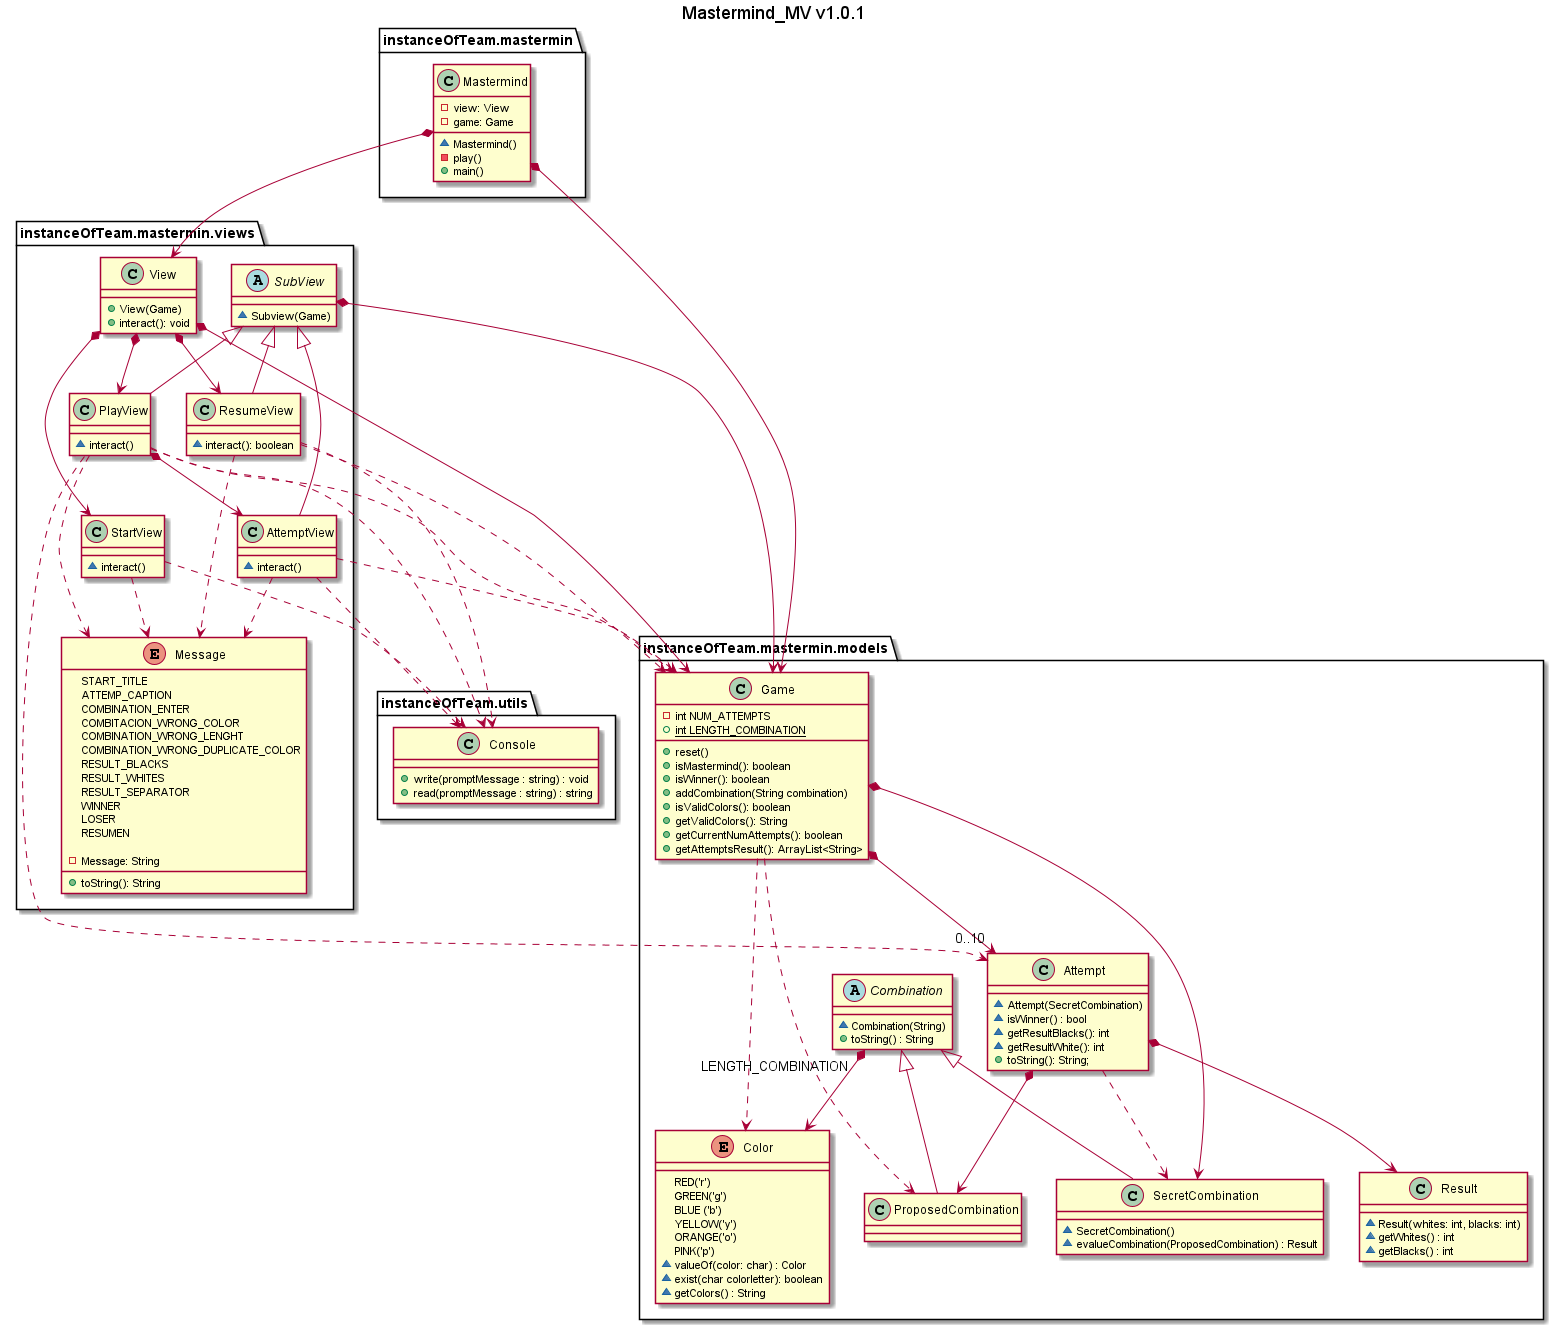 Mastermind_MV v1.0.1
instanceOfTeam.mastermin
C Mastermind
view: View
game: Game
Mastermind()
play()
main()
instanceOfTeam.mastermin.views
C View
View(Game)
interact(): void
A SubView
Subview(Game)
C PlayView
interact()
C ResumeView
interact(): boolean
C StartView
interact()
C AttemptView
interact()
E Message
START_TITLE
ATTEMP_CAPTION
COMBINATION_ENTER
COMBITACION_WRONG_COLOR
COMBINATION_WRONG_LENGHT
COMBINATION_WRONG_DUPLICATE_COLOR
RESULT_BLACKS
RESULT_WHITES
RESULT_SEPARATOR
WINNER
LOSER
RESUMEN
Message: String
toString(): String
instanceOfTeam.utils
C Console
write(promptMessage : string) : void
read(promptMessage : string) : string
instanceOfTeam.mastermin.models
C Game
int NUM_ATTEMPTS
int LENGTH_COMBINATION
reset()
isMastermind(): boolean
isWinner(): boolean
addCombination(String combination)
isValidColors(): boolean
getValidColors(): String
getCurrentNumAttempts(): boolean
getAttemptsResult(): ArrayList<String>
0..10
C Attempt
Attempt(SecretCombination)
isWinner() : bool
getResultBlacks(): int
getResultWhite(): int
toString(): String;
A Combination
Combination(String)
toString() : String
LENGTH_COMBINATION
E Color
RED('r')
GREEN('g')
BLUE ('b')
YELLOW('y')
ORANGE('o')
PINK('p')
valueOf(color: char) : Color
exist(char colorletter): boolean
getColors() : String
C ProposedCombination
C SecretCombination
SecretCombination()
evalueCombination(ProposedCombination) : Result
C Result
Result(whites: int, blacks: int)
getWhites() : int
getBlacks() : int